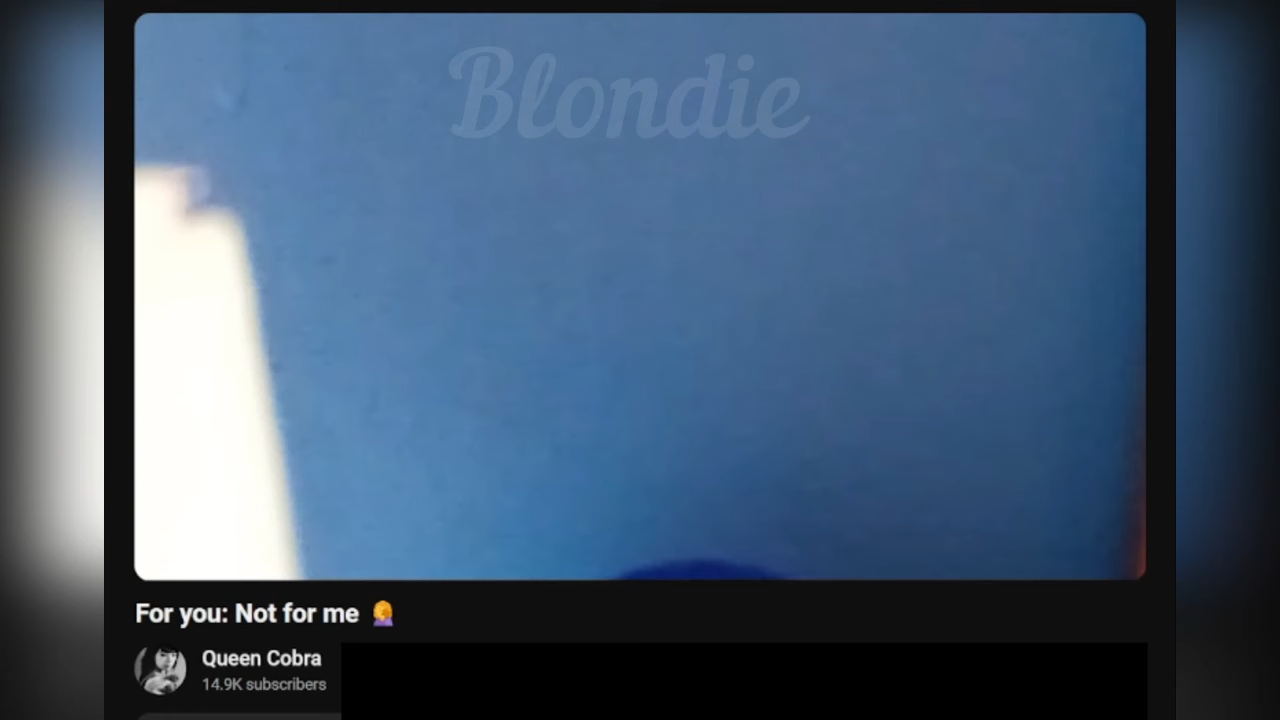 Blondie
For you: Not for me 🤦‍♀️
Queen Cobra
14.9K subscribers